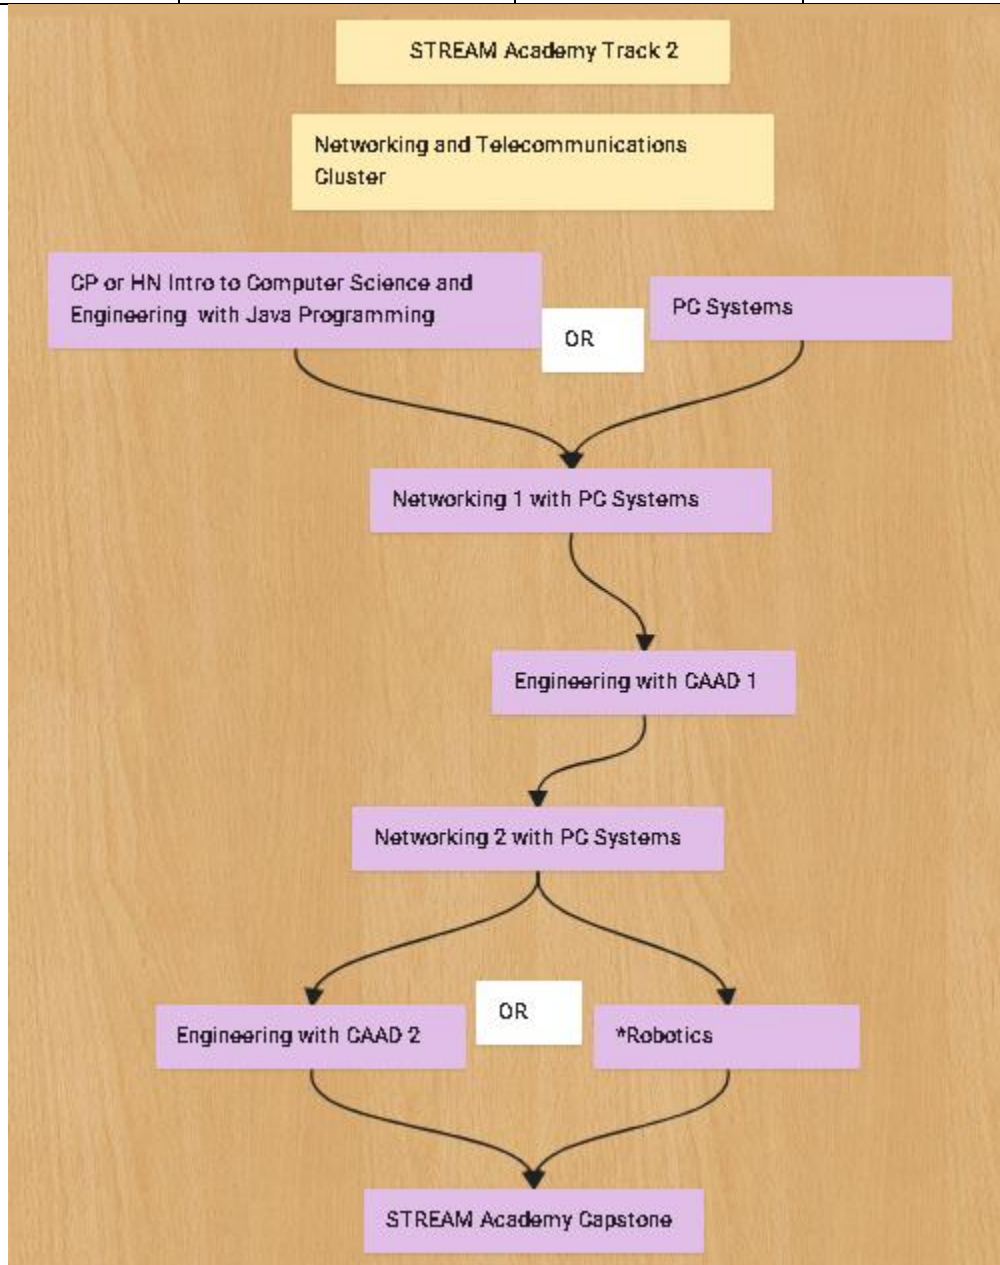 STREAM Academy Track 2
Networking and Telecommunications
Cluster
CP or HN Intro to Computer Science and
Engineering with Java Programming
OR
PC Systems
Networking 1 with PC Systems
Engineering with CAAD 1
Networking 2 with PC Systems
Engineering with CAAD 2
OR
*Robotics
STREAM Academy Capstone